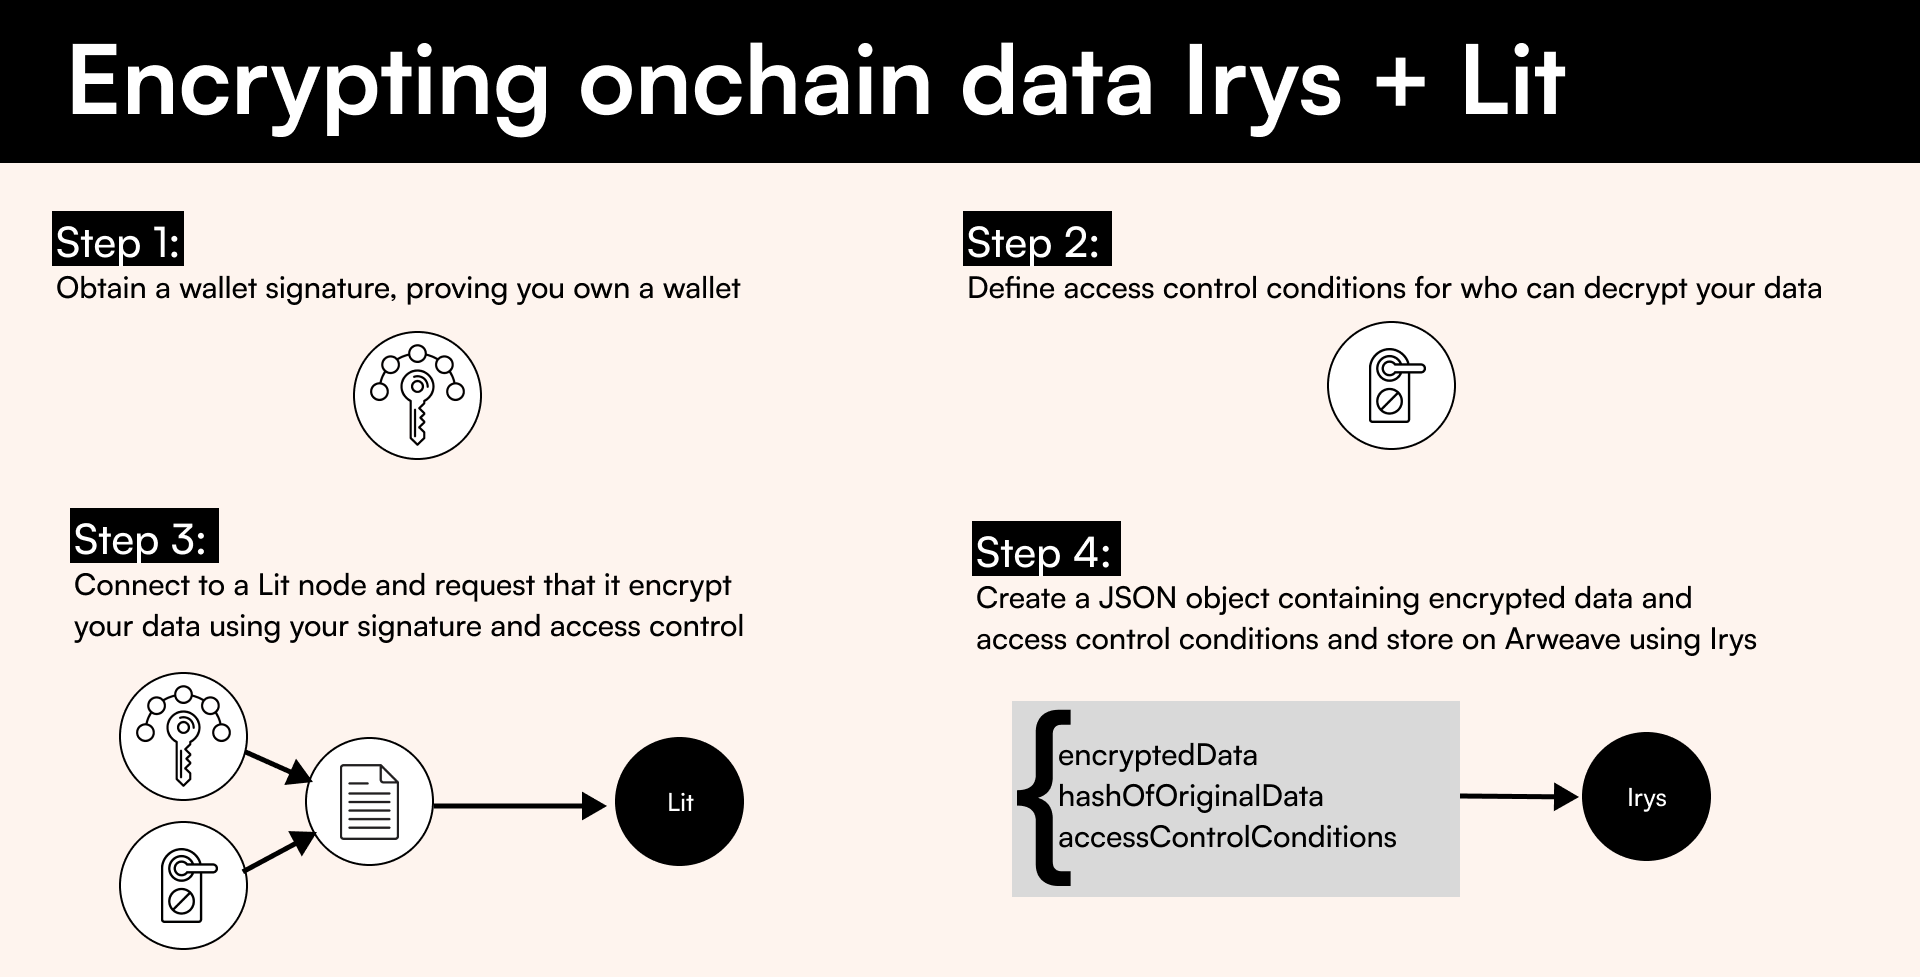 Encrypting onchain data Irys + Lit
Step 1:
Obtain a wallet signature, proving you own a wallet
Step 2:
Define access control conditions for who can decrypt your data
Step 3:
Connect to a Lit node and request that it encrypt
your data using your signature and access control
Lit
Step 4:
Create a JSON object containing encrypted data and
access control conditions and store on Arweave using Irys
{
encryptedData
hashOfOriginalData
accessControlConditions
Irys